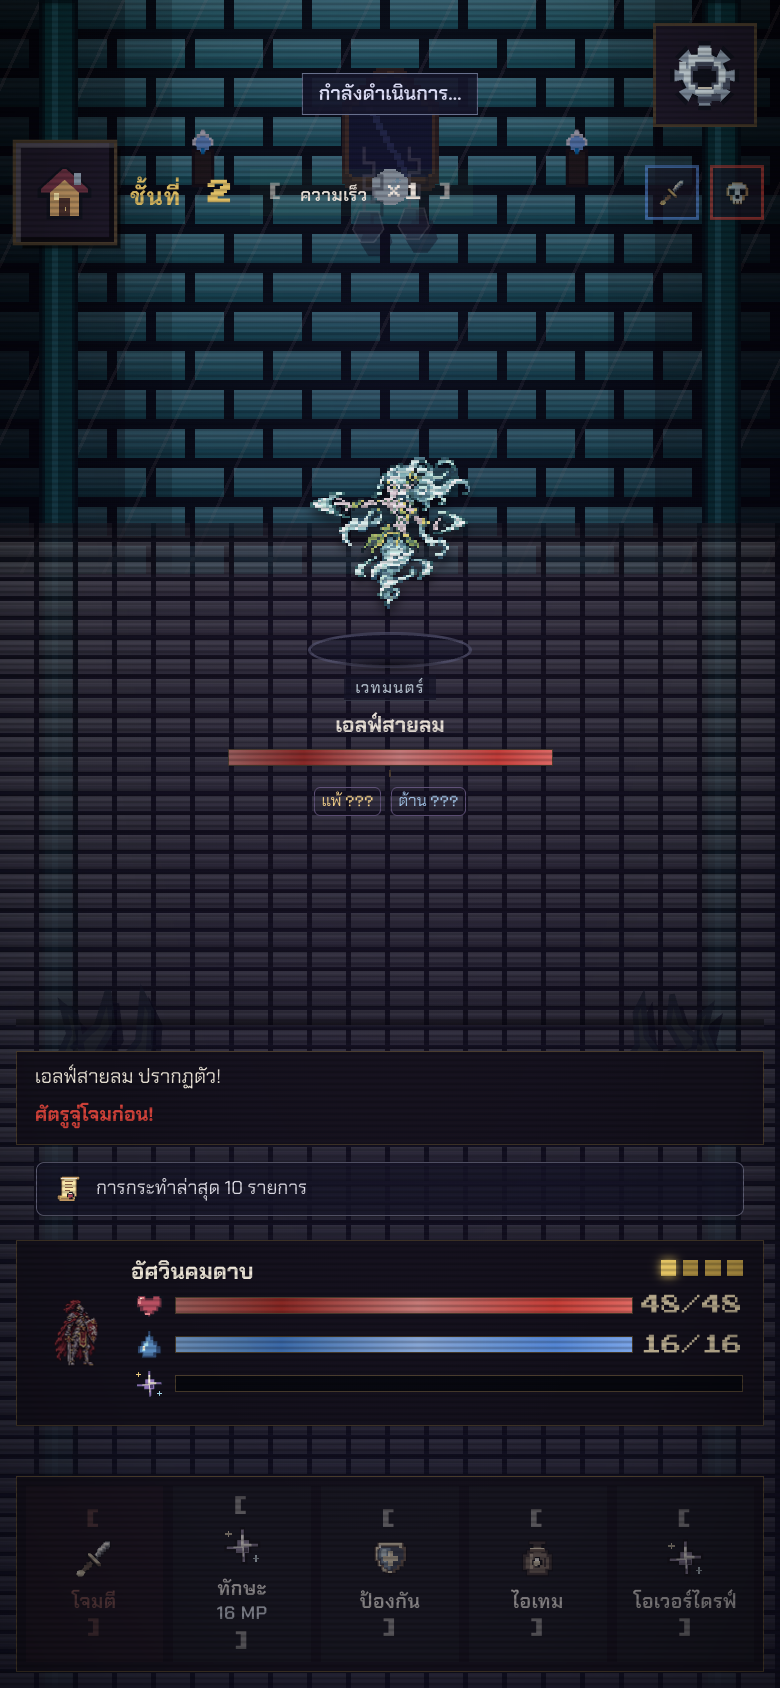 กำลังดำเนินการ...
ชั้นที่ 2 [ ความเร็ว ×1 ]
เวทมนตร์
เอลฟ์สายลม
แพ้ ??? ต้าน ???
เอลฟ์สายลม ปรากฏตัว!
ศัตรูจู่โจมก่อน!
การกระทำล่าสุด 10 รายการ
อัศวินคมดาบ
48/48
16/16
[ โจมตี ]
[ ทักษะ
16 MP ]
[ ป้องกัน ]
[ ไอเทม ]
[ โอเวอร์ไดรฟ์ ]